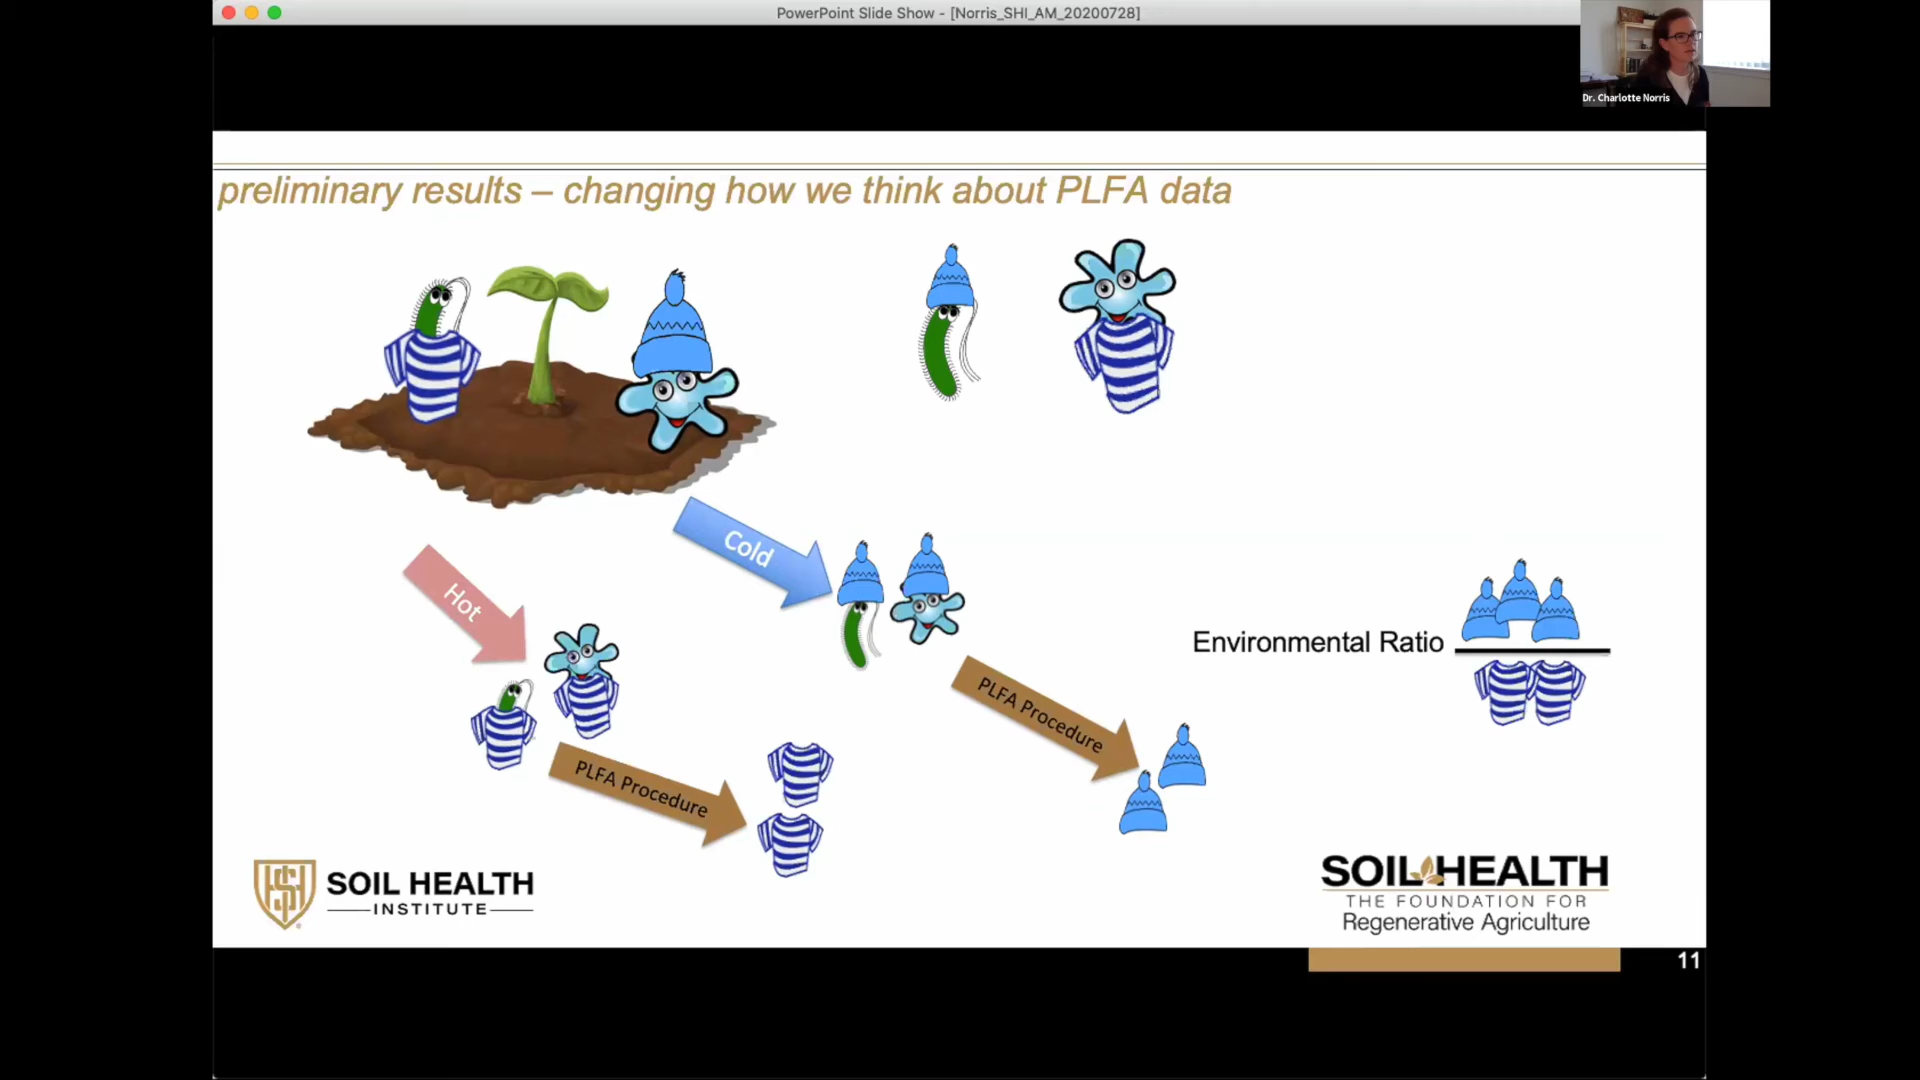 PowerPoint Slide Show - [Norris_SHI_AM_20200728]
Dr. Charlotte Norris
preliminary results – changing how we think about PLFA data
Cold
Hot
Environmental Ratio
PLFA Procedure
PLFA Procedure
SHI
SOIL HEALTH
INSTITUTE
SOIL HEALTH
THE FOUNDATION FOR
Regenerative Agriculture
11